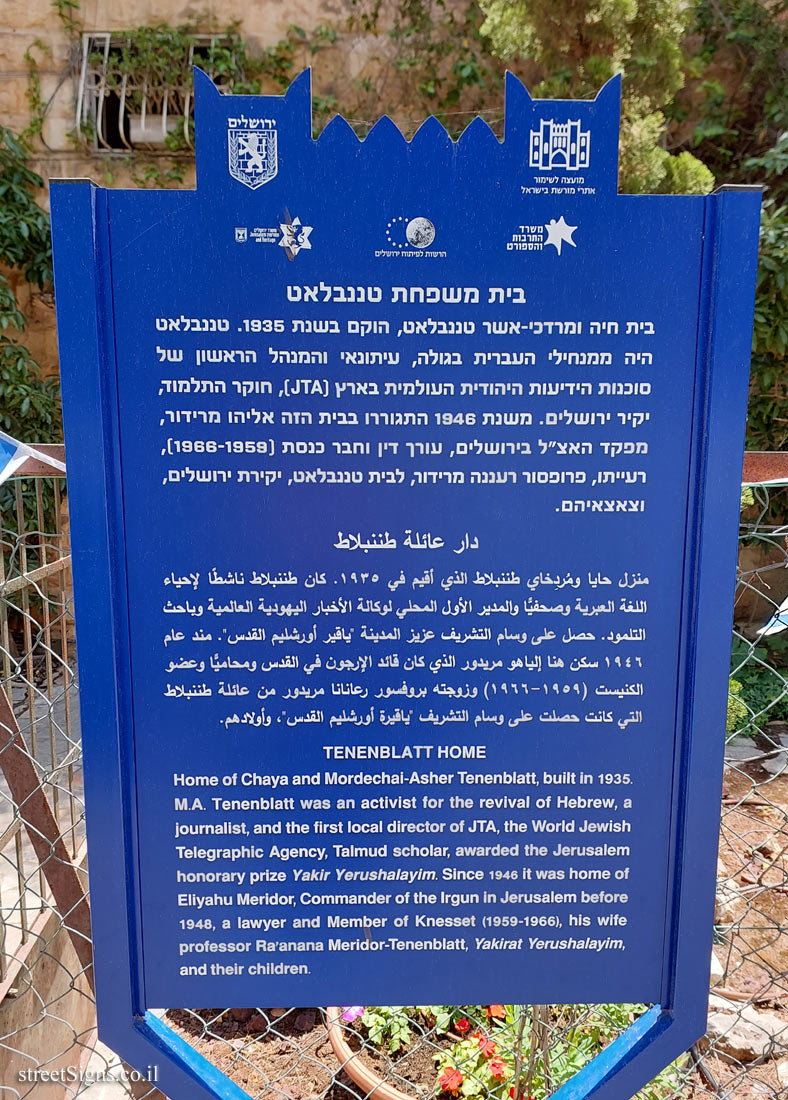 ירושלים
מועצה לשימור
אתרי מורשת בישראל
משרד ירושלים
ומורשת
Jerusalem
and Heritage
הרשות לפיתוח ירושלים
משרד
התרבות
והספורט
בית משפחת טננבלאט
בית חיה ומרדכי-אשר טננבלאט, הוקם בשנת 1935. טננבלאט
היה ממנחילי העברית בגולה, עיתונאי והמנהל הראשון של
סוכנות הידיעות היהודית העולמית בארץ (JTA), חוקר התלמוד,
יקיר ירושלים. משנת 1946 התגוררו בבית הזה אליהו מרידור,
מפקד האצ"ל בירושלים, עורך דין וחבר כנסת (1966-1959),
רעייתו, פרופסור רעננה מרידור, לבית טננבלאט, יקירת ירושלים,
וצאצאיהם.
دار عائلة طننبلاط
منزل حايا ومُردِخاي طننبلاط الذي أقيم في ١٩٣٥. كان طننبلاط ناشطًا لإحياء
اللغة العبرية وصحفيًّا والمدير الأول المحلي لوكالة الأخبار اليهودية العالمية وباحث
التلمود. حصل على وسام التشريف عزيز المدينة "ياقير أورشليم القدس". مند عام
١٩٤٦ سكن هنا إلياهو مريدور الذي كان قائد الإرجون في القدس ومحاميًّا وعضو
الكنيست (١٩٥٩-١٩٦٦) وزوجته بروفسور رعانانا مريدور من عائلة طننبلاط
التي كانت حصلت على وسام التشريف "ياقيرة أورشليم القدس"، وأولادهم.
TENENBLATT HOME
Home of Chaya and Mordechai-Asher Tenenblatt, built in 1935.
M.A. Tenenblatt was an activist for the revival of Hebrew, a
journalist, and the first local director of JTA, the World Jewish
Telegraphic Agency, Talmud scholar, awarded the Jerusalem
honorary prize Yakir Yerushalayim. Since 1946 it was home of
Eliyahu Meridor, Commander of the Irgun in Jerusalem before
1948, a lawyer and Member of Knesset (1959-1966), his wife
professor Ra'anana Meridor-Tenenblatt, Yakirat Yerushalayim,
and their children.
streetSigns.co.il